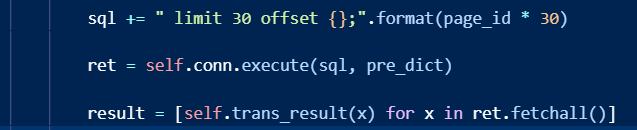 sql += " limit 30 offset {};".format(page_id * 30)
ret = self.conn.execute(sql, pre_dict)
result = [self.trans_result(x) for x in ret.fetchall()]